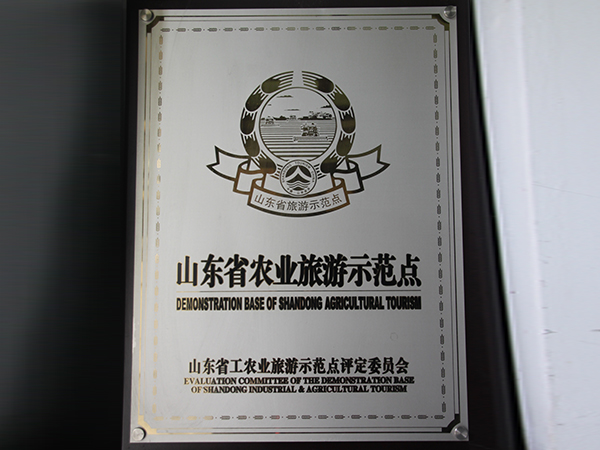 山东省旅游示范点
山东省农业旅游示范点
DEMONSTRATION BASE OF SHANDONG AGRICULTURAL TOURISM
山东省工农业旅游示范点评定委员会
EVALUATION COMMITTEE OF THE DEMONSTRATION BASE
OF SHANDONG INDUSTRIAL & AGRICULTURAL TOURISM